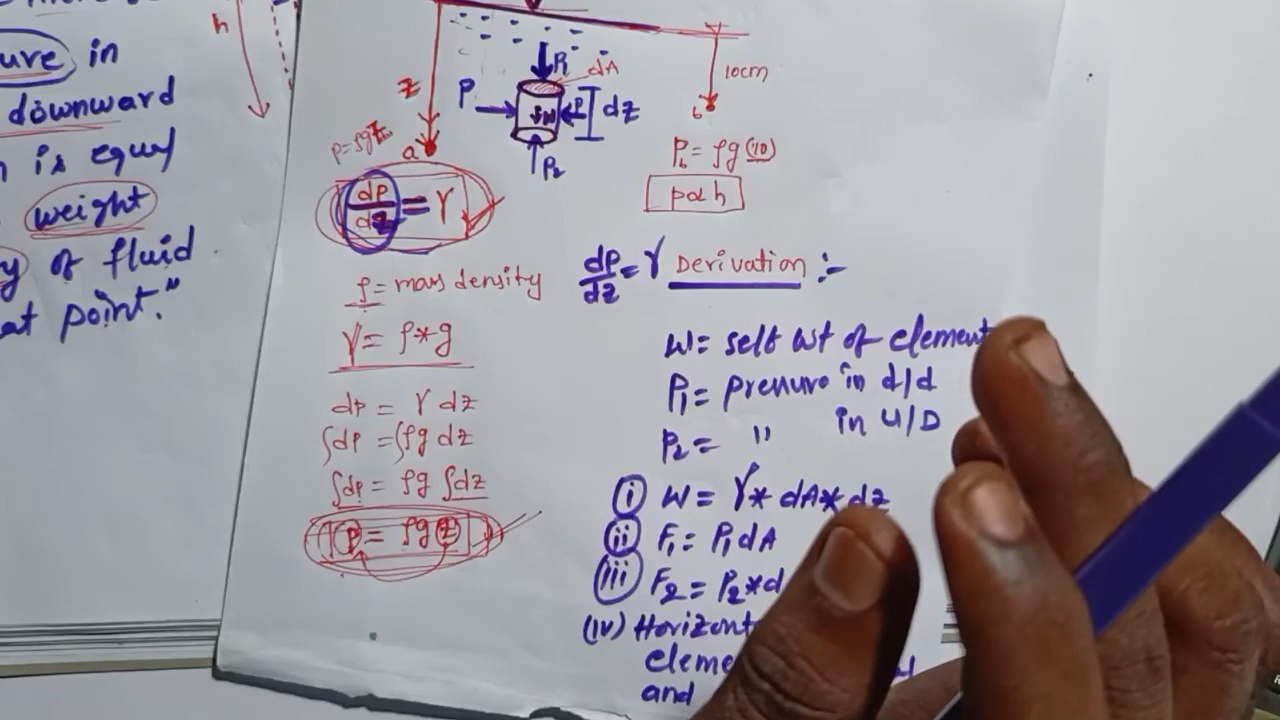 ure in
downward
is equal
weight
of fluid
at point."
h
P1
dA
z
P
W
P
dz
P2
10cm
b
p=ρgz
a
dp/dz = γ
ρ = mass density
γ = ρ*g
dp = γ dz
∫dp = ∫ρg dz
∫dp = ρg ∫dz
P = ρg(z)
Pb = ρg(10)
p∝h
dp/dz = γ Derivation :-
W = self wt of element
P1 = pressure in d/d
P2 = " in U/D
(i) W = γ* dA* dz
(ii) F1 = P1dA
(iii) F2 = P2*d
(iv) Horizont
eleme
and